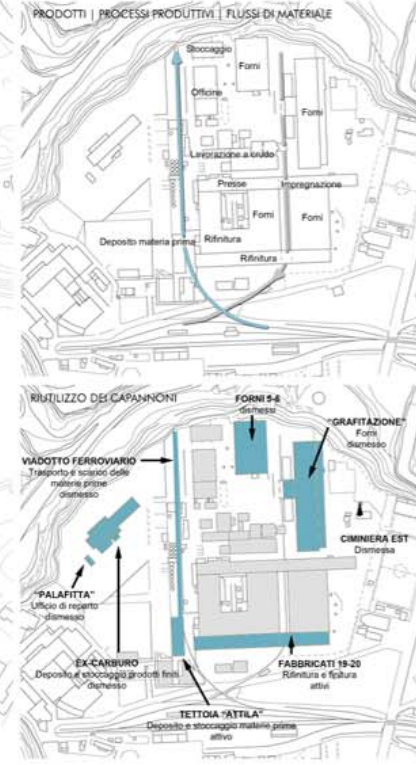 PRODOTTI | PROCESSI PRODUTTIVI | FLUSSI DI MATERIALE
Stoccaggio
Forni
Officine
Forni
Lavorazione a crudo
Presse
Impregnazione
Forni
Forni
Deposito materia prima
Rifinitura
Rifinitura
RIUTILIZZO DEI CAPANNONI
FORNI 5-6
dismessi
"GRAFITAZIONE"
Forni
dismesso
VIADOTTO FERROVIARIO
Trasporto e scarico delle
materie prime
dismesso
CIMINIERA EST
Dismessa
"PALAFITTA"
Ufficio di reparto
dismesso
EX-CARBURO
Deposito e stoccaggio prodotti finiti
dismesso
FABBRICATI 19-20
Rifinitura e finitura
attivi
TETTOIA "ATTILA"
Deposito e stoccaggio materie prime
attivo